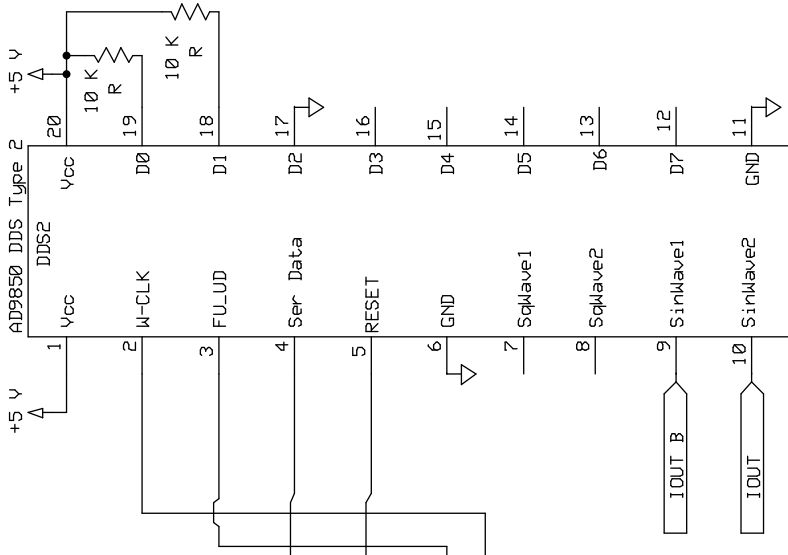 AD9850 DDS Type 2
DDS2
+5 V
+5 V
10 K
R
10 K
R
20
19
18
17
16
15
14
13
12
11
Vcc
D0
D1
D2
D3
D4
D5
D6
D7
GND
Vcc
W-CLK
FU_UD
Ser Data
RESET
GND
SqWave1
SqWave2
SinWave1
SinWave2
1
2
3
4
5
6
7
8
9
10
IOUT B
IOUT